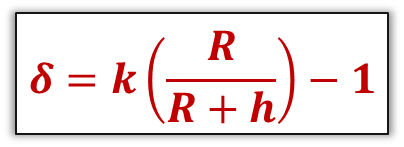 δ = k (R / (R + h)) − 1